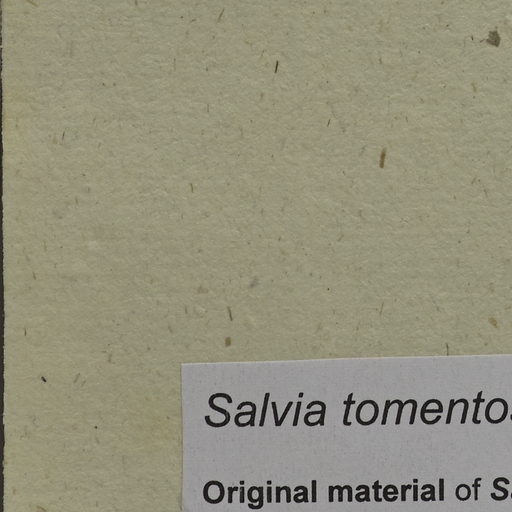 Salvia tomento
Original material of S